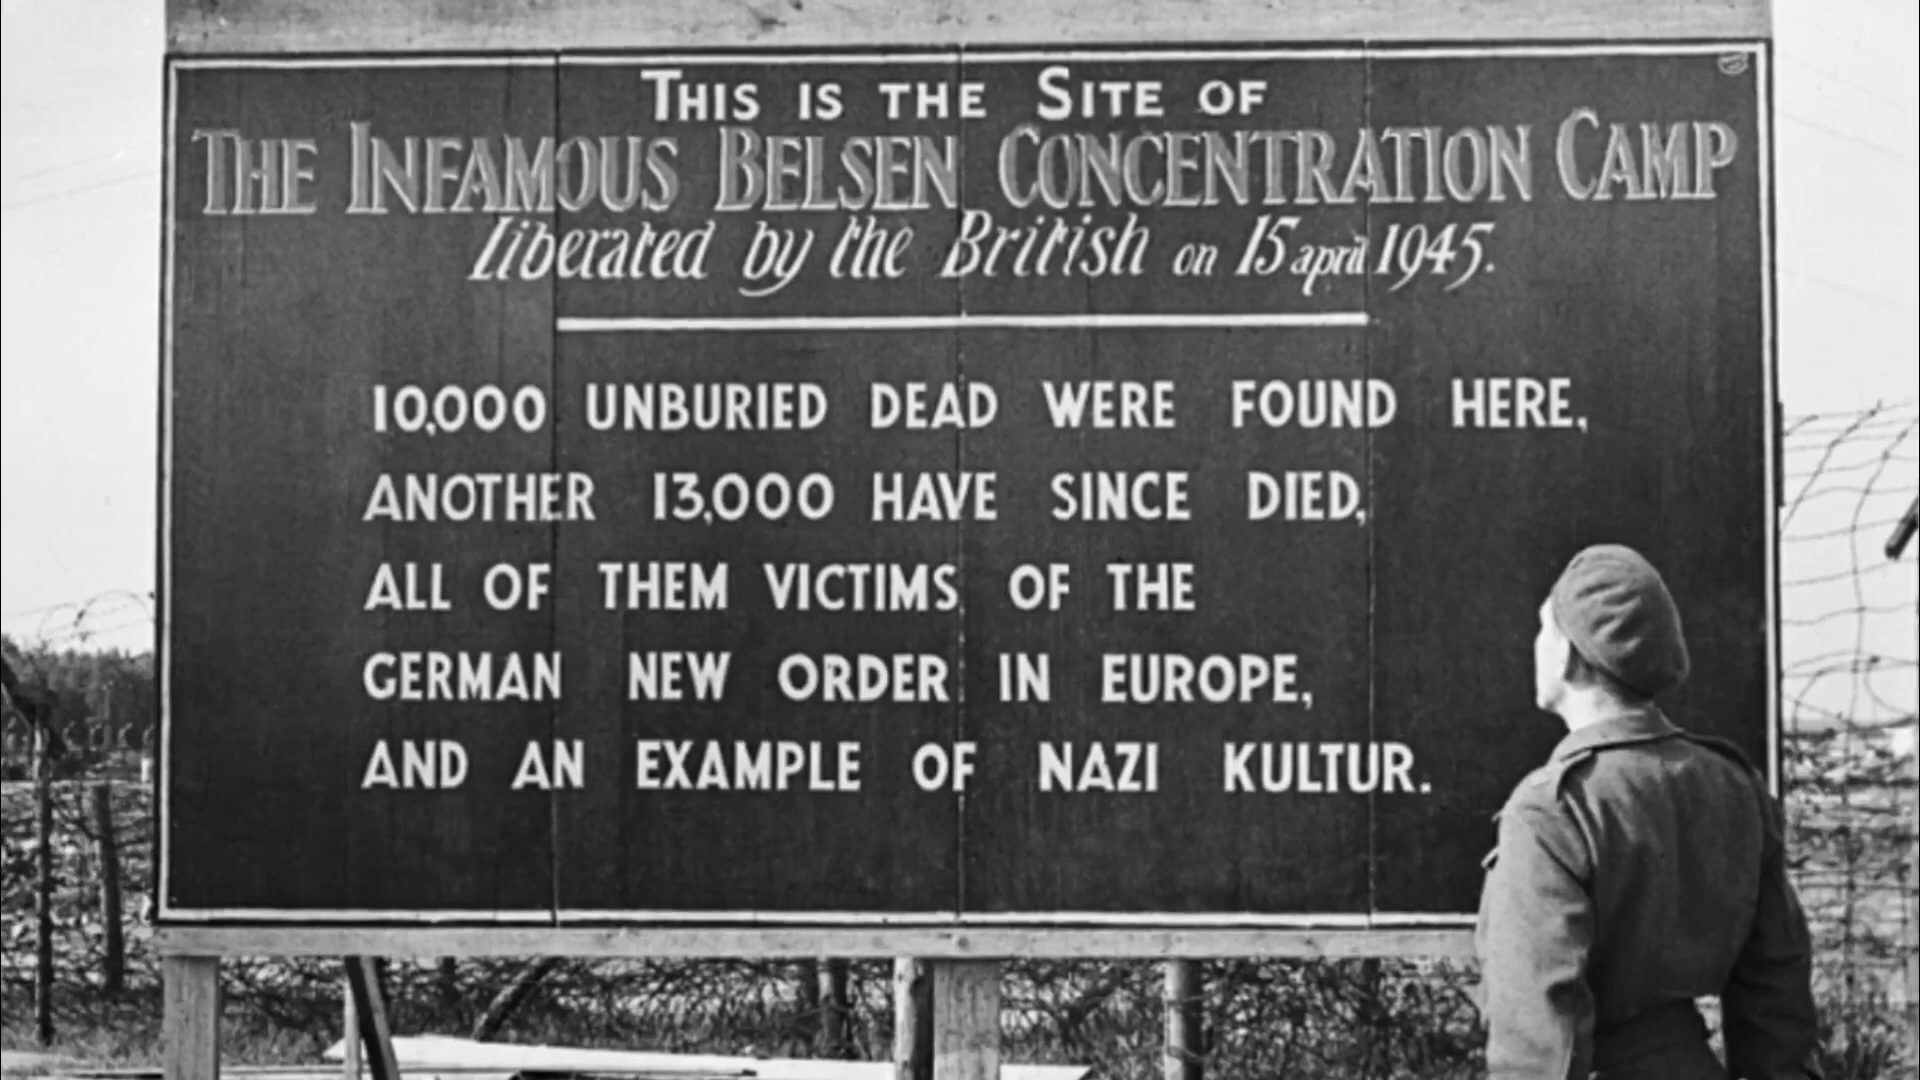 THIS IS THE SITE OF
THE INFAMOUS BELSEN CONCENTRATION CAMP
Liberated by the British on 15 april 1945.
10,000 UNBURIED DEAD WERE FOUND HERE,
ANOTHER 13,000 HAVE SINCE DIED,
ALL OF THEM VICTIMS OF THE
GERMAN NEW ORDER IN EUROPE,
AND AN EXAMPLE OF NAZI KULTUR.